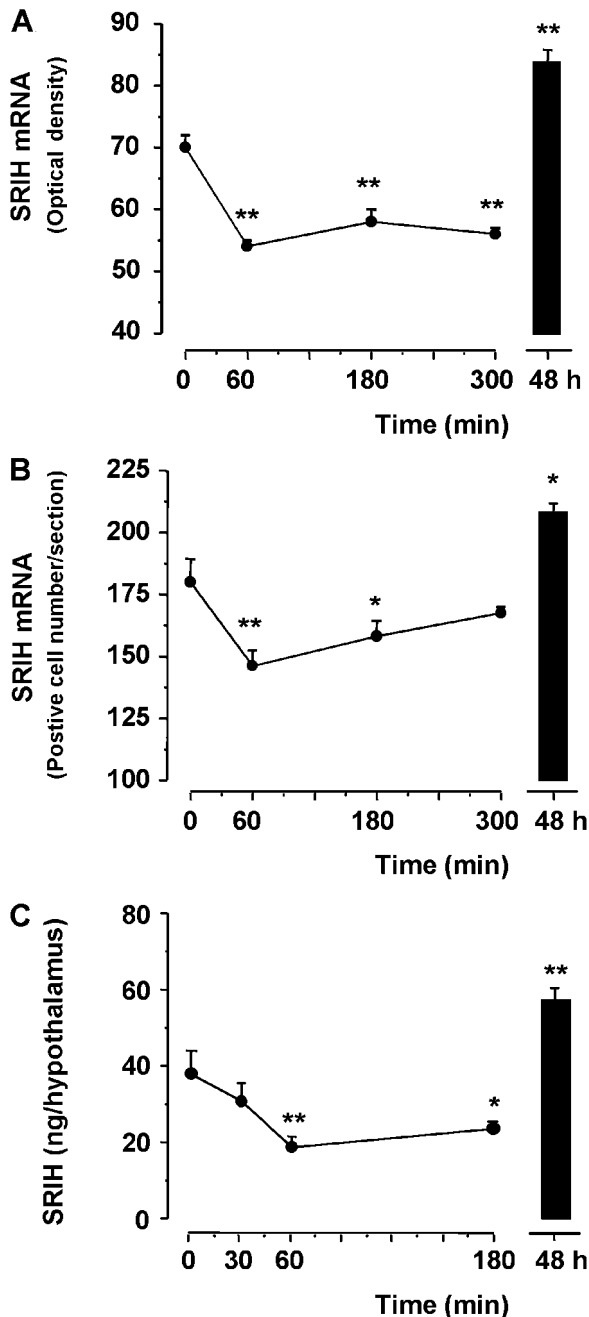 A
SRIH mRNA
(Optical density)
90
80
70
60
50
40
**
**
**
**
0 60 180 300 48 h
Time (min)
B
SRIH mRNA
(Postive cell number/section)
225
200
175
150
125
100
**
*
*
0 60 180 300 48 h
Time (min)
C
SRIH (ng/hypothalamus)
80
60
40
20
0
**
*
**
0 30 60 180 48 h
Time (min)